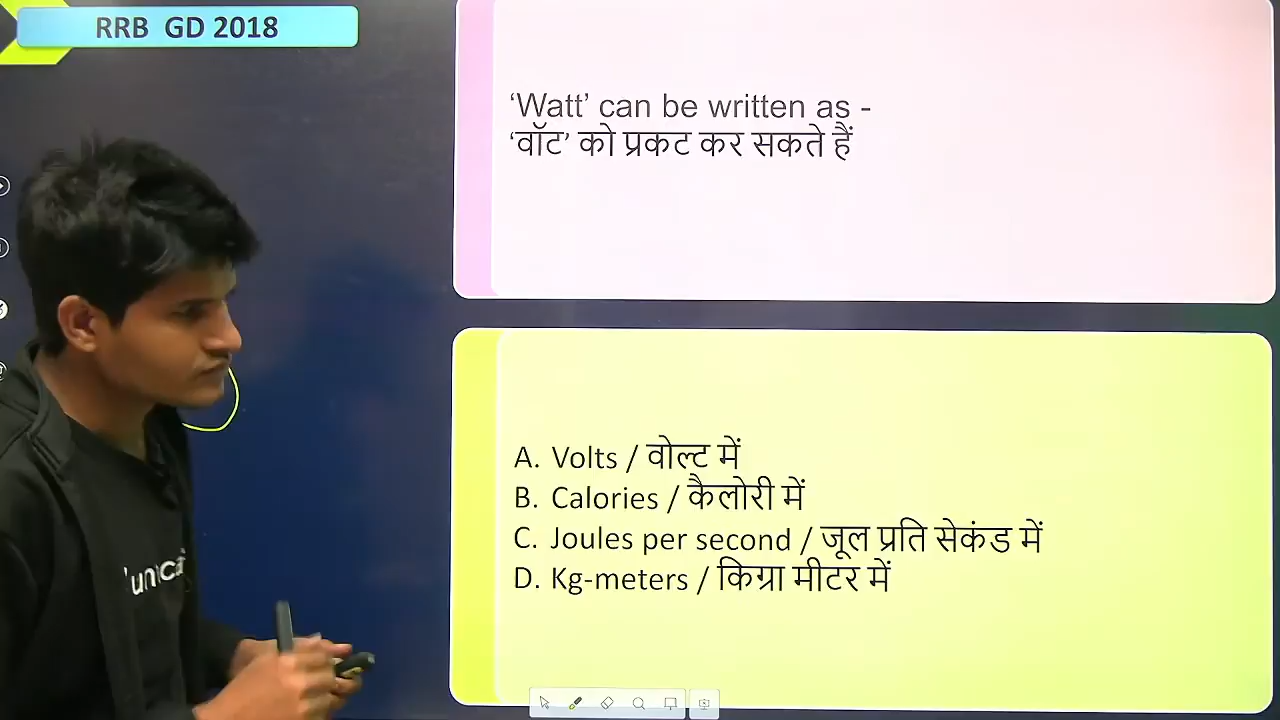 RRB GD 2018
‘Watt’ can be written as -
‘वॉट’ को प्रकट कर सकते हैं
A. Volts / वोल्ट में
B. Calories / कैलोरी में
C. Joules per second / जूल प्रति सेकंड में
D. Kg-meters / किग्रा मीटर में